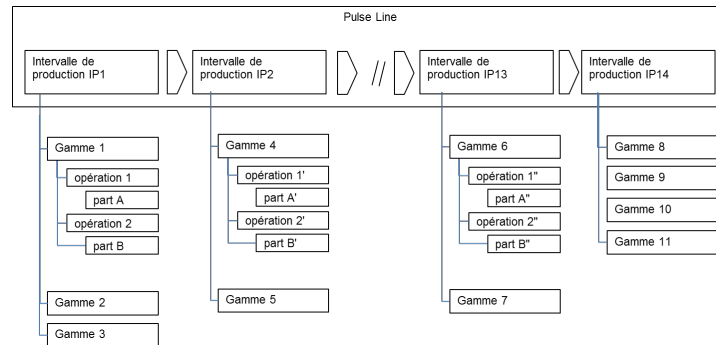 Pulse Line
Intervalle de
production IP1
Intervalle de
production IP2
//
Intervalle de
production IP13
Intervalle de
production IP14
Gamme 1
opération 1
part A
opération 2
part B
Gamme 2
Gamme 3
Gamme 4
opération 1'
part A'
opération 2'
part B'
Gamme 5
Gamme 6
opération 1"
part A"
opération 2"
part B"
Gamme 7
Gamme 8
Gamme 9
Gamme 10
Gamme 11